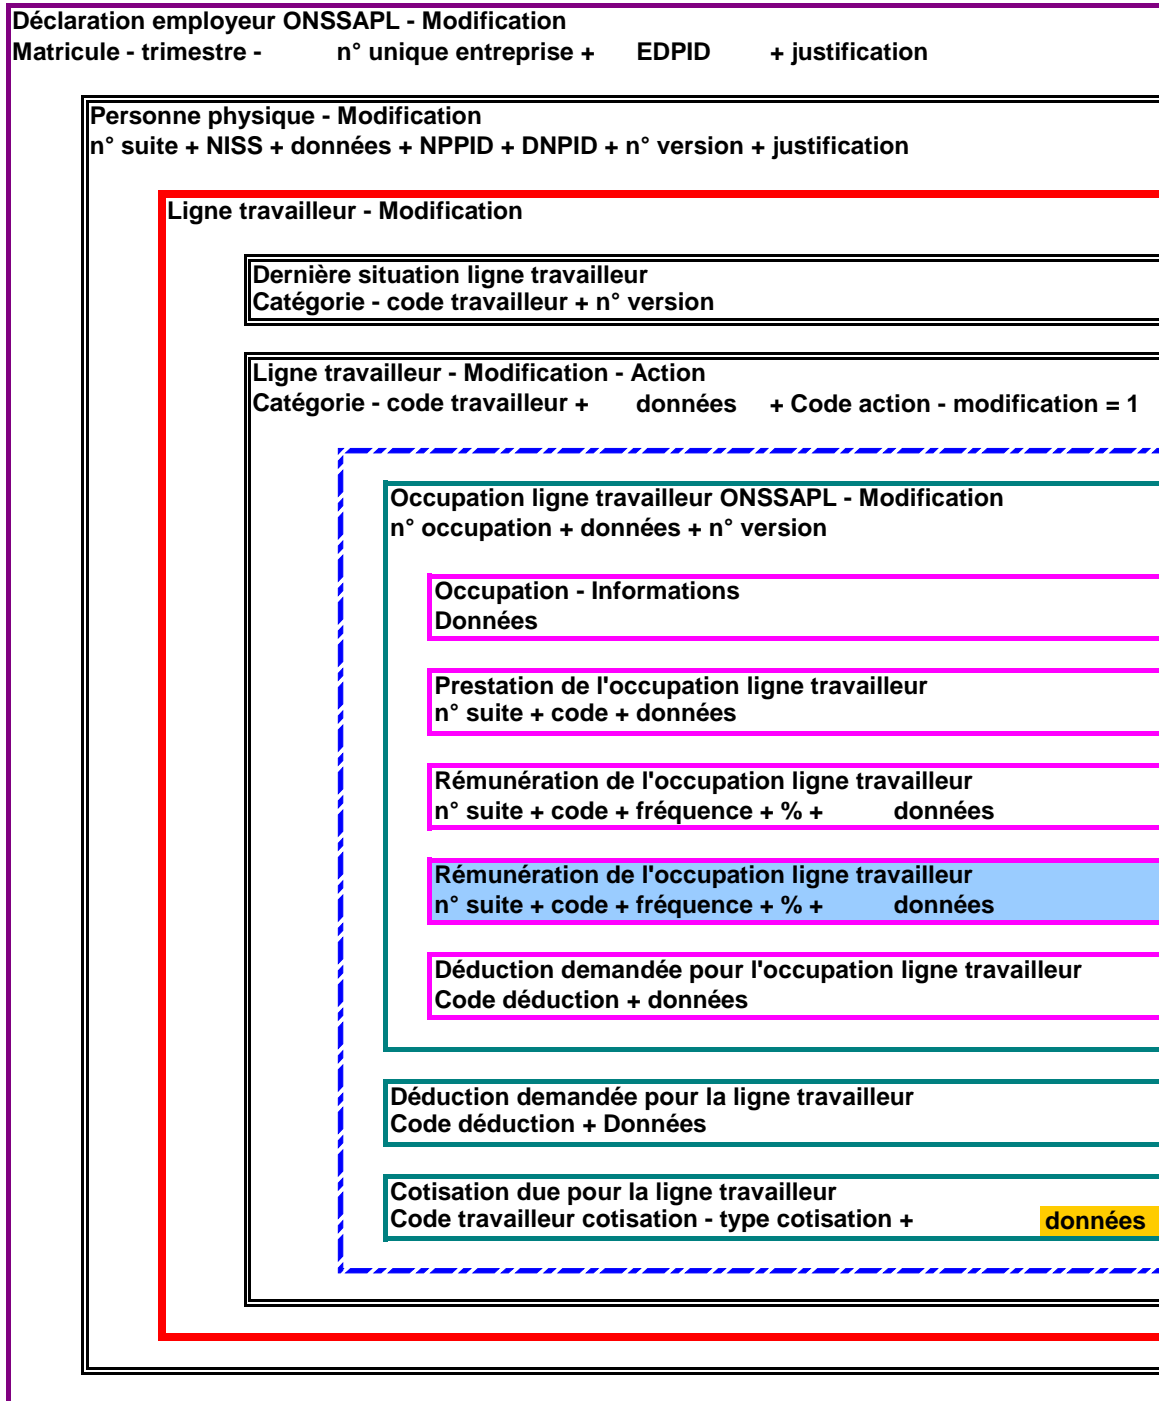 Déclaration employeur ONSSAPL - Modification
Matricule - trimestre - n° unique entreprise + EDPID + justification
Personne physique - Modification
n° suite + NISS + données + NPPID + DNPID + n° version + justification
Ligne travailleur - Modification
Dernière situation ligne travailleur
Catégorie - code travailleur + n° version
Ligne travailleur - Modification - Action
Catégorie - code travailleur + données + Code action - modification = 1
Occupation ligne travailleur ONSSAPL - Modification
n° occupation + données + n° version
Occupation - Informations
Données
Prestation de l'occupation ligne travailleur
n° suite + code + données
Rémunération de l'occupation ligne travailleur
n° suite + code + fréquence + % + données
Rémunération de l'occupation ligne travailleur
n° suite + code + fréquence + % + données
Déduction demandée pour l'occupation ligne travailleur
Code déduction + données
Déduction demandée pour la ligne travailleur
Code déduction + Données
Cotisation due pour la ligne travailleur
Code travailleur cotisation - type cotisation + données